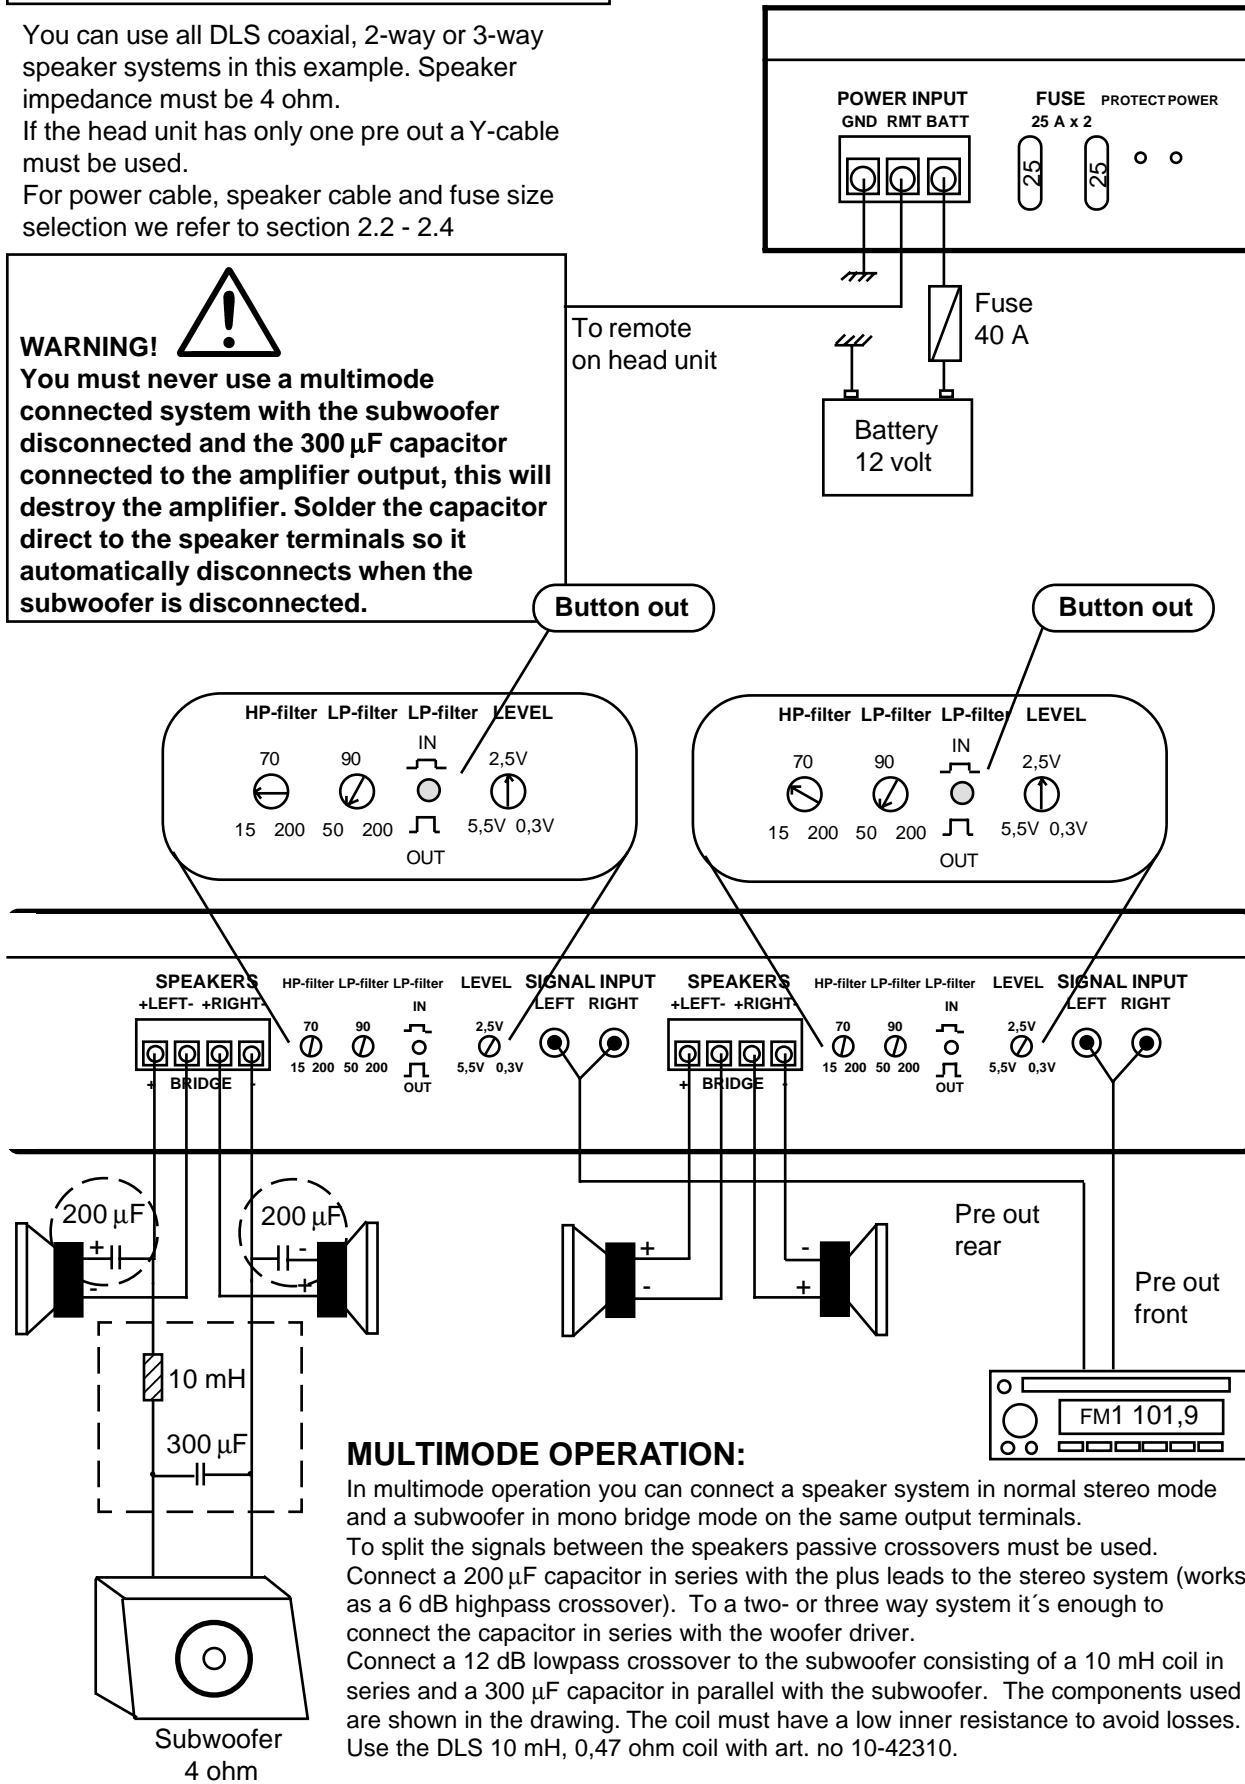 You can use all DLS coaxial, 2-way or 3-way
speaker systems in this example. Speaker
impedance must be 4 ohm.
If the head unit has only one pre out a Y-cable
must be used.
For power cable, speaker cable and fuse size
selection we refer to section 2.2 - 2.4
POWER INPUT
GND RMT BATT
FUSE
25 A x 2
PROTECT POWER
25
25
Fuse
40 A
To remote
on head unit
Battery
12 volt
WARNING!
You must never use a multimode
connected system with the subwoofer
disconnected and the 300 µF capacitor
connected to the amplifier output, this will
destroy the amplifier. Solder the capacitor
direct to the speaker terminals so it
automatically disconnects when the
subwoofer is disconnected.
Button out
Button out
HP-filter LP-filter LP-filter LEVEL
IN
70 90 2,5V
15 200 50 200 5,5V 0,3V
OUT
HP-filter LP-filter LP-filter LEVEL
IN
70 90 2,5V
15 200 50 200 5,5V 0,3V
OUT
SPEAKERS HP-filter LP-filter LP-filter LEVEL SIGNAL INPUT
+LEFT- +RIGHT- IN LEFT RIGHT
70 90 2,5V
15 200 50 200 5,5V 0,3V
+ BRIDGE - OUT
SPEAKERS HP-filter LP-filter LP-filter LEVEL SIGNAL INPUT
+LEFT- +RIGHT- IN LEFT RIGHT
70 90 2,5V
15 200 50 200 5,5V 0,3V
+ BRIDGE - OUT
200 µF
200 µF
+ - + -
- + - +
Pre out
rear
Pre out
front
10 mH
300 µF
FM1 101,9
MULTIMODE OPERATION:
In multimode operation you can connect a speaker system in normal stereo mode
and a subwoofer in mono bridge mode on the same output terminals.
To split the signals between the speakers passive crossovers must be used.
Connect a 200 µF capacitor in series with the plus leads to the stereo system (works
as a 6 dB highpass crossover). To a two- or three way system it´s enough to
connect the capacitor in series with the woofer driver.
Connect a 12 dB lowpass crossover to the subwoofer consisting of a 10 mH coil in
series and a 300 µF capacitor in parallel with the subwoofer. The components used
are shown in the drawing. The coil must have a low inner resistance to avoid losses.
Use the DLS 10 mH, 0,47 ohm coil with art. no 10-42310.
Subwoofer
4 ohm